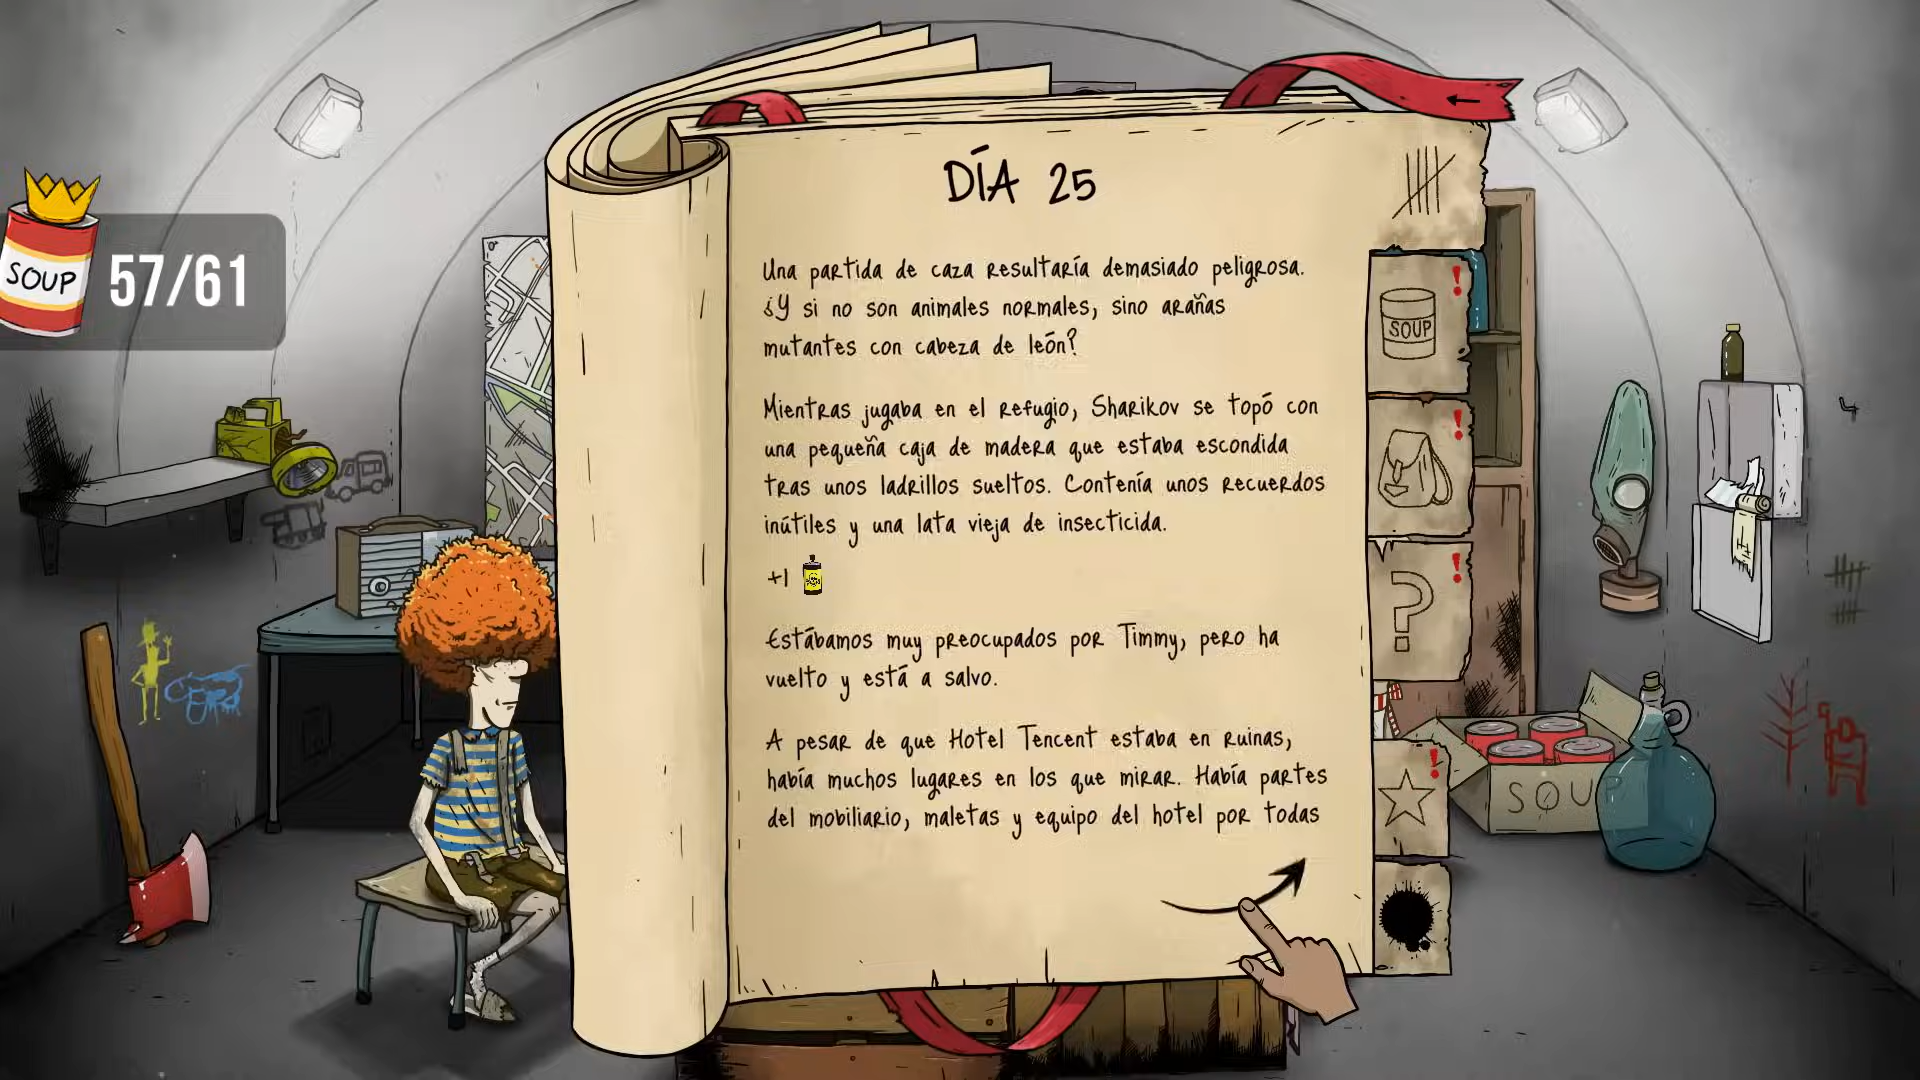 DÍA 25
SOUP
57/61
Una partida de caza resultaría demasiado peligrosa.
¿Y si no son animales normales, sino arañas
mutantes con cabeza de león?
SOUP
Mientras jugaba en el refugio, Sharikov se topó con
una pequeña caja de madera que estaba escondida
tras unos ladrillos sueltos. Contenía unos recuerdos
inútiles y una lata vieja de insecticida.
+1
Estábamos muy preocupados por Timmy, pero ha
vuelto y está a salvo.
A pesar de que Hotel Tencent estaba en ruinas,
había muchos lugares en los que mirar. Había partes
del mobiliario, maletas y equipo del hotel por todas
SOUP